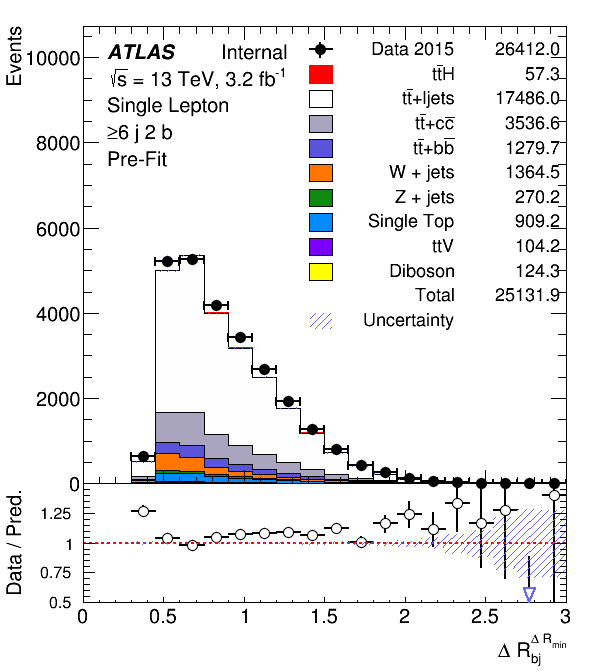 Events
10000
8000
6000
4000
2000
0
ATLAS Internal
√s = 13 TeV, 3.2 fb⁻¹
Single Lepton
≥6 j 2 b
Pre-Fit
Data 2015 26412.0
tt̄H 57.3
tt̄+ljets 17486.0
tt̄+cc̄ 3536.6
tt̄+bb̄ 1279.7
W + jets 1364.5
Z + jets 270.2
Single Top 909.2
ttV 104.2
Diboson 124.3
Total 25131.9
Uncertainty
Data / Pred.
1.25
1
0.75
0.5
0 0.5 1 1.5 2 2.5 3
Δ R_bj^Δ R_min